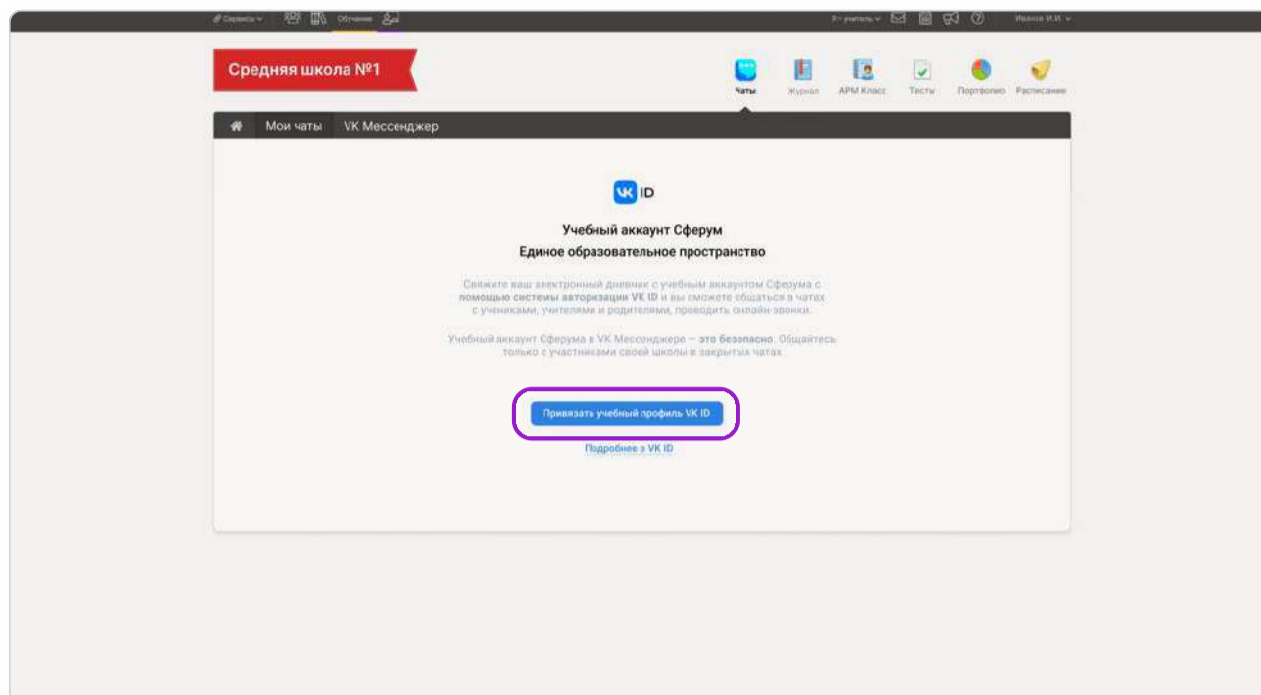 Сервисы
Обучение
Я – учитель
Иванов И.И.
Средняя школа №1
Чаты
Журнал
АРМ Класс
Тесты
Портфолио
Расписание
Мои чаты
VK Мессенджер
VK ID
Учебный аккаунт Сферум
Единое образовательное пространство
Свяжите ваш электронный дневник с учебным аккаунтом Сферума с
помощью системы авторизации VK ID и вы сможете общаться в чатах
с учениками, учителями и родителями, проводить онлайн-звонки.
Учебный аккаунт Сферума в VK Мессенджере – это безопасно. Общайтесь
только с участниками своей школы в закрытых чатах
Привязать учебный профиль VK ID
Подробнее о VK ID